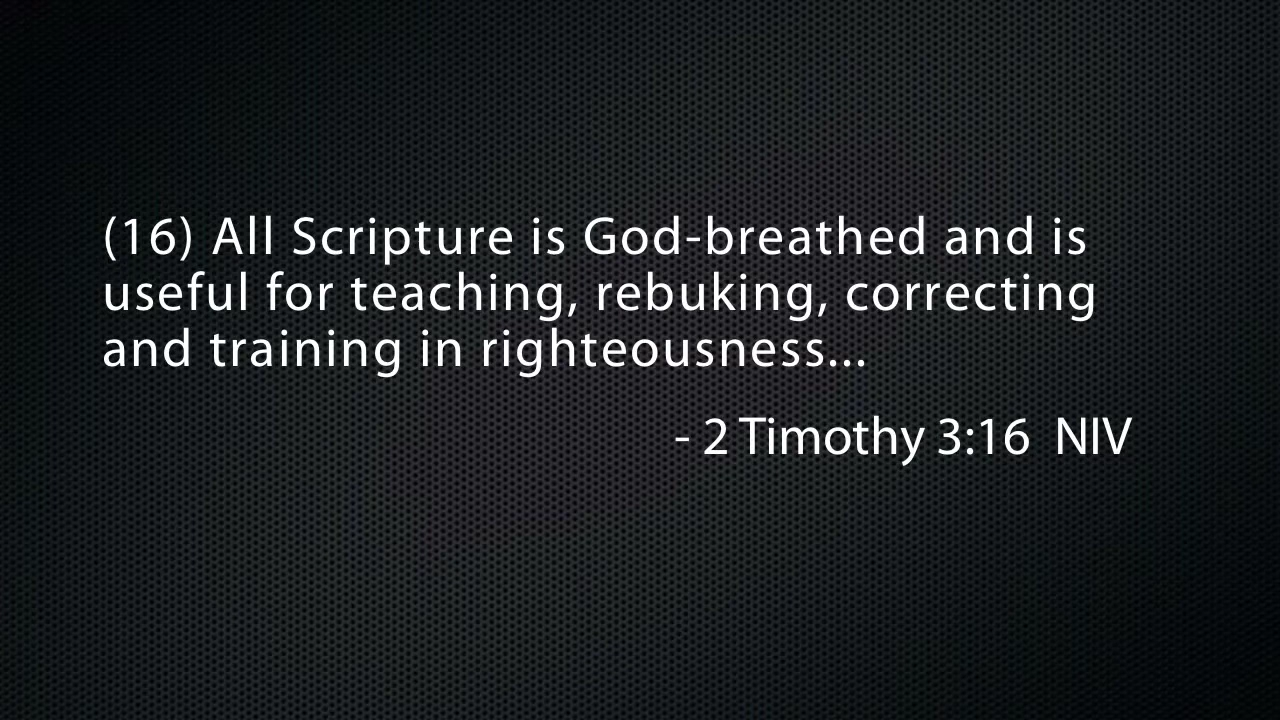 (16) All Scripture is God-breathed and is
useful for teaching, rebuking, correcting
and training in righteousness...
- 2 Timothy 3:16  NIV